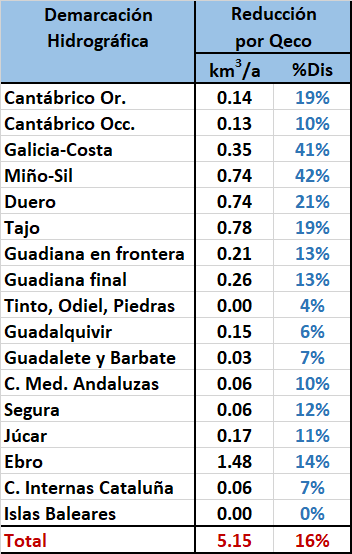 Demarcación Hidrográfica Reducción por Qeco
km³/a %Dis
Cantábrico Or. 0.14 19%
Cantábrico Occ. 0.13 10%
Galicia-Costa 0.35 41%
Miño-Sil 0.74 42%
Duero 0.74 21%
Tajo 0.78 19%
Guadiana en frontera 0.21 13%
Guadiana final 0.26 13%
Tinto, Odiel, Piedras 0.00 4%
Guadalquivir 0.15 6%
Guadalete y Barbate 0.03 7%
C. Med. Andaluzas 0.06 10%
Segura 0.06 12%
Júcar 0.17 11%
Ebro 1.48 14%
C. Internas Cataluña 0.06 7%
Islas Baleares 0.00 0%
Total 5.15 16%